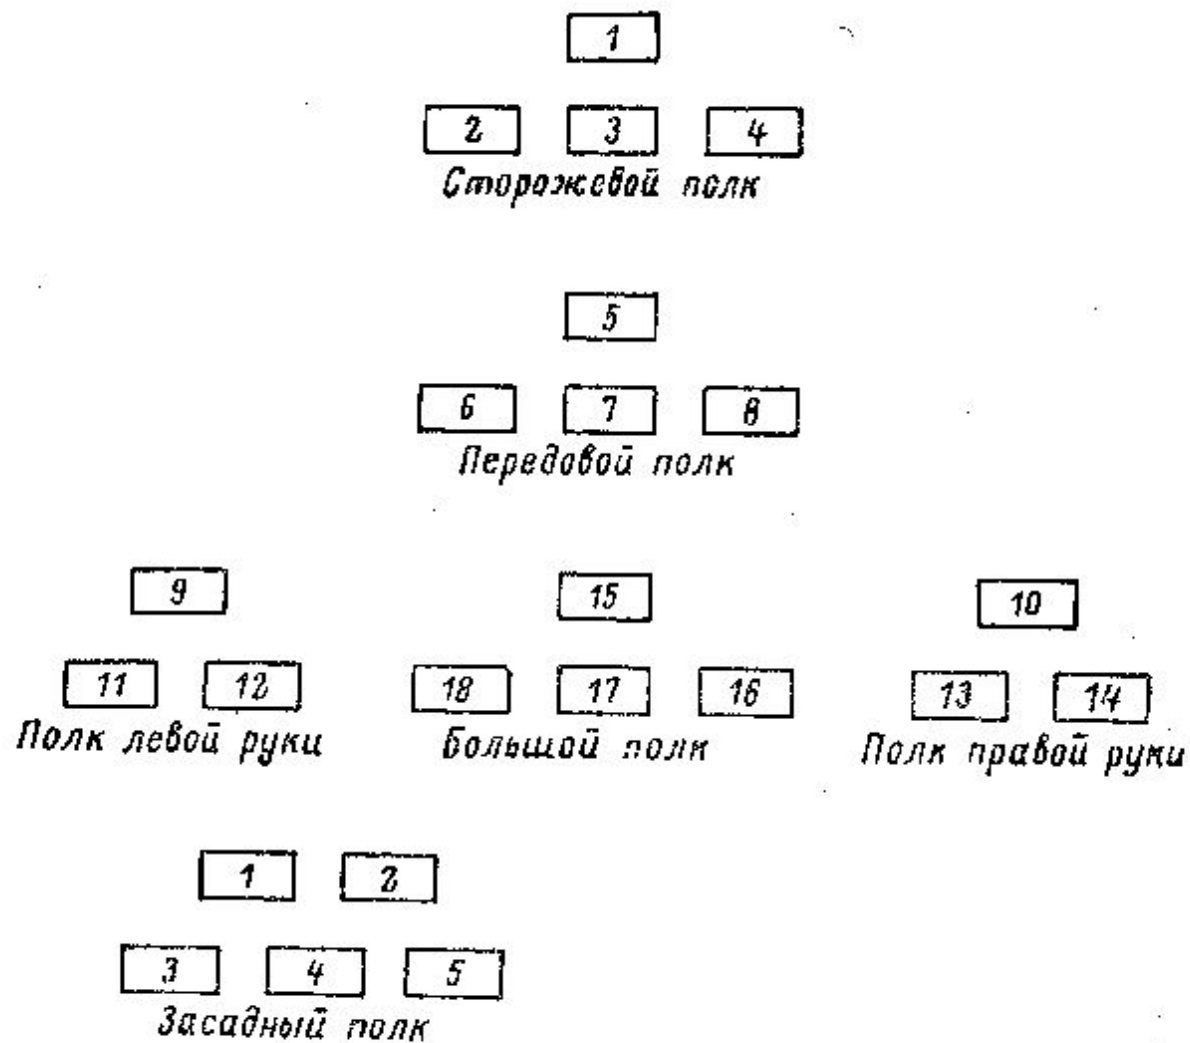 1
2 3 4
Сторожевой полк
5
6 7 8
Передовой полк
9 15 10
11 12 18 17 16 13 14
Полк левой руки Большой полк Полк правой руки
1 2
3 4 5
Засадный полк